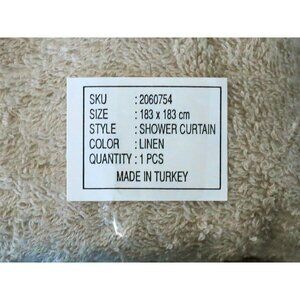 SKU : 2060754
SIZE : 183 x 183 cm
STYLE : SHOWER CURTAIN
COLOR : LINEN
QUANTITY : 1 PCS
MADE IN TURKEY